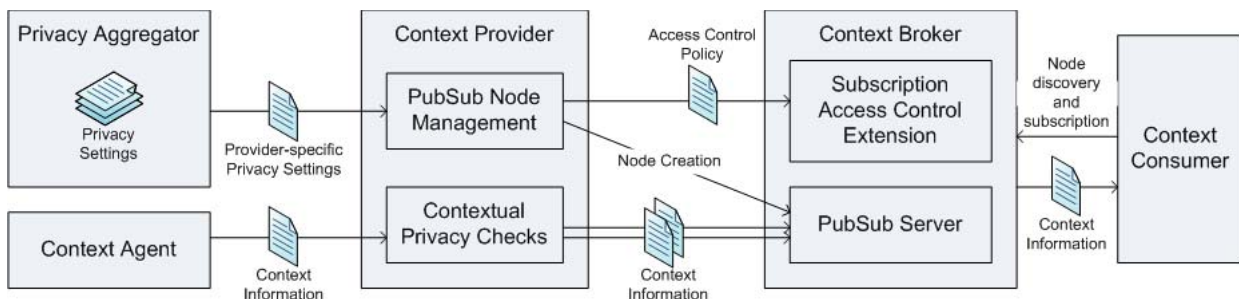 Privacy Aggregator
Privacy
Settings
Provider-specific
Privacy Settings
Context Agent
Context
Information
Context Provider
PubSub Node
Management
Contextual
Privacy Checks
Access Control
Policy
Node Creation
Context
Information
Context Broker
Subscription
Access Control
Extension
PubSub Server
Node
discovery
and
subscription
Context
Information
Context
Consumer